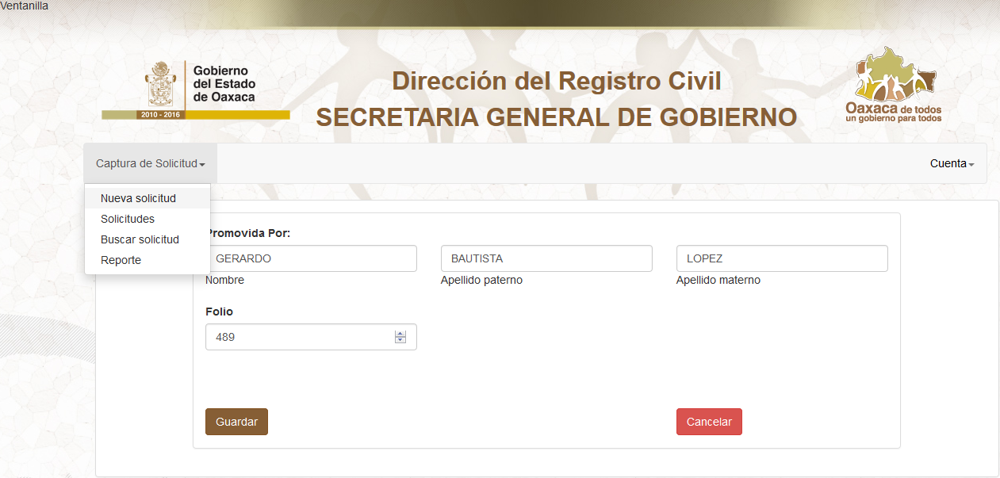 Ventanilla
Gobierno
del Estado
de Oaxaca
2010 - 2016
Dirección del Registro Civil
SECRETARIA GENERAL DE GOBIERNO
Oaxaca de todos
un gobierno para todos
Captura de Solicitud
Cuenta
Nueva solicitud
Solicitudes
Buscar solicitud
Reporte
Promovida Por:
GERARDO BAUTISTA LOPEZ
Nombre Apellido paterno Apellido materno
Folio
489
Guardar Cancelar